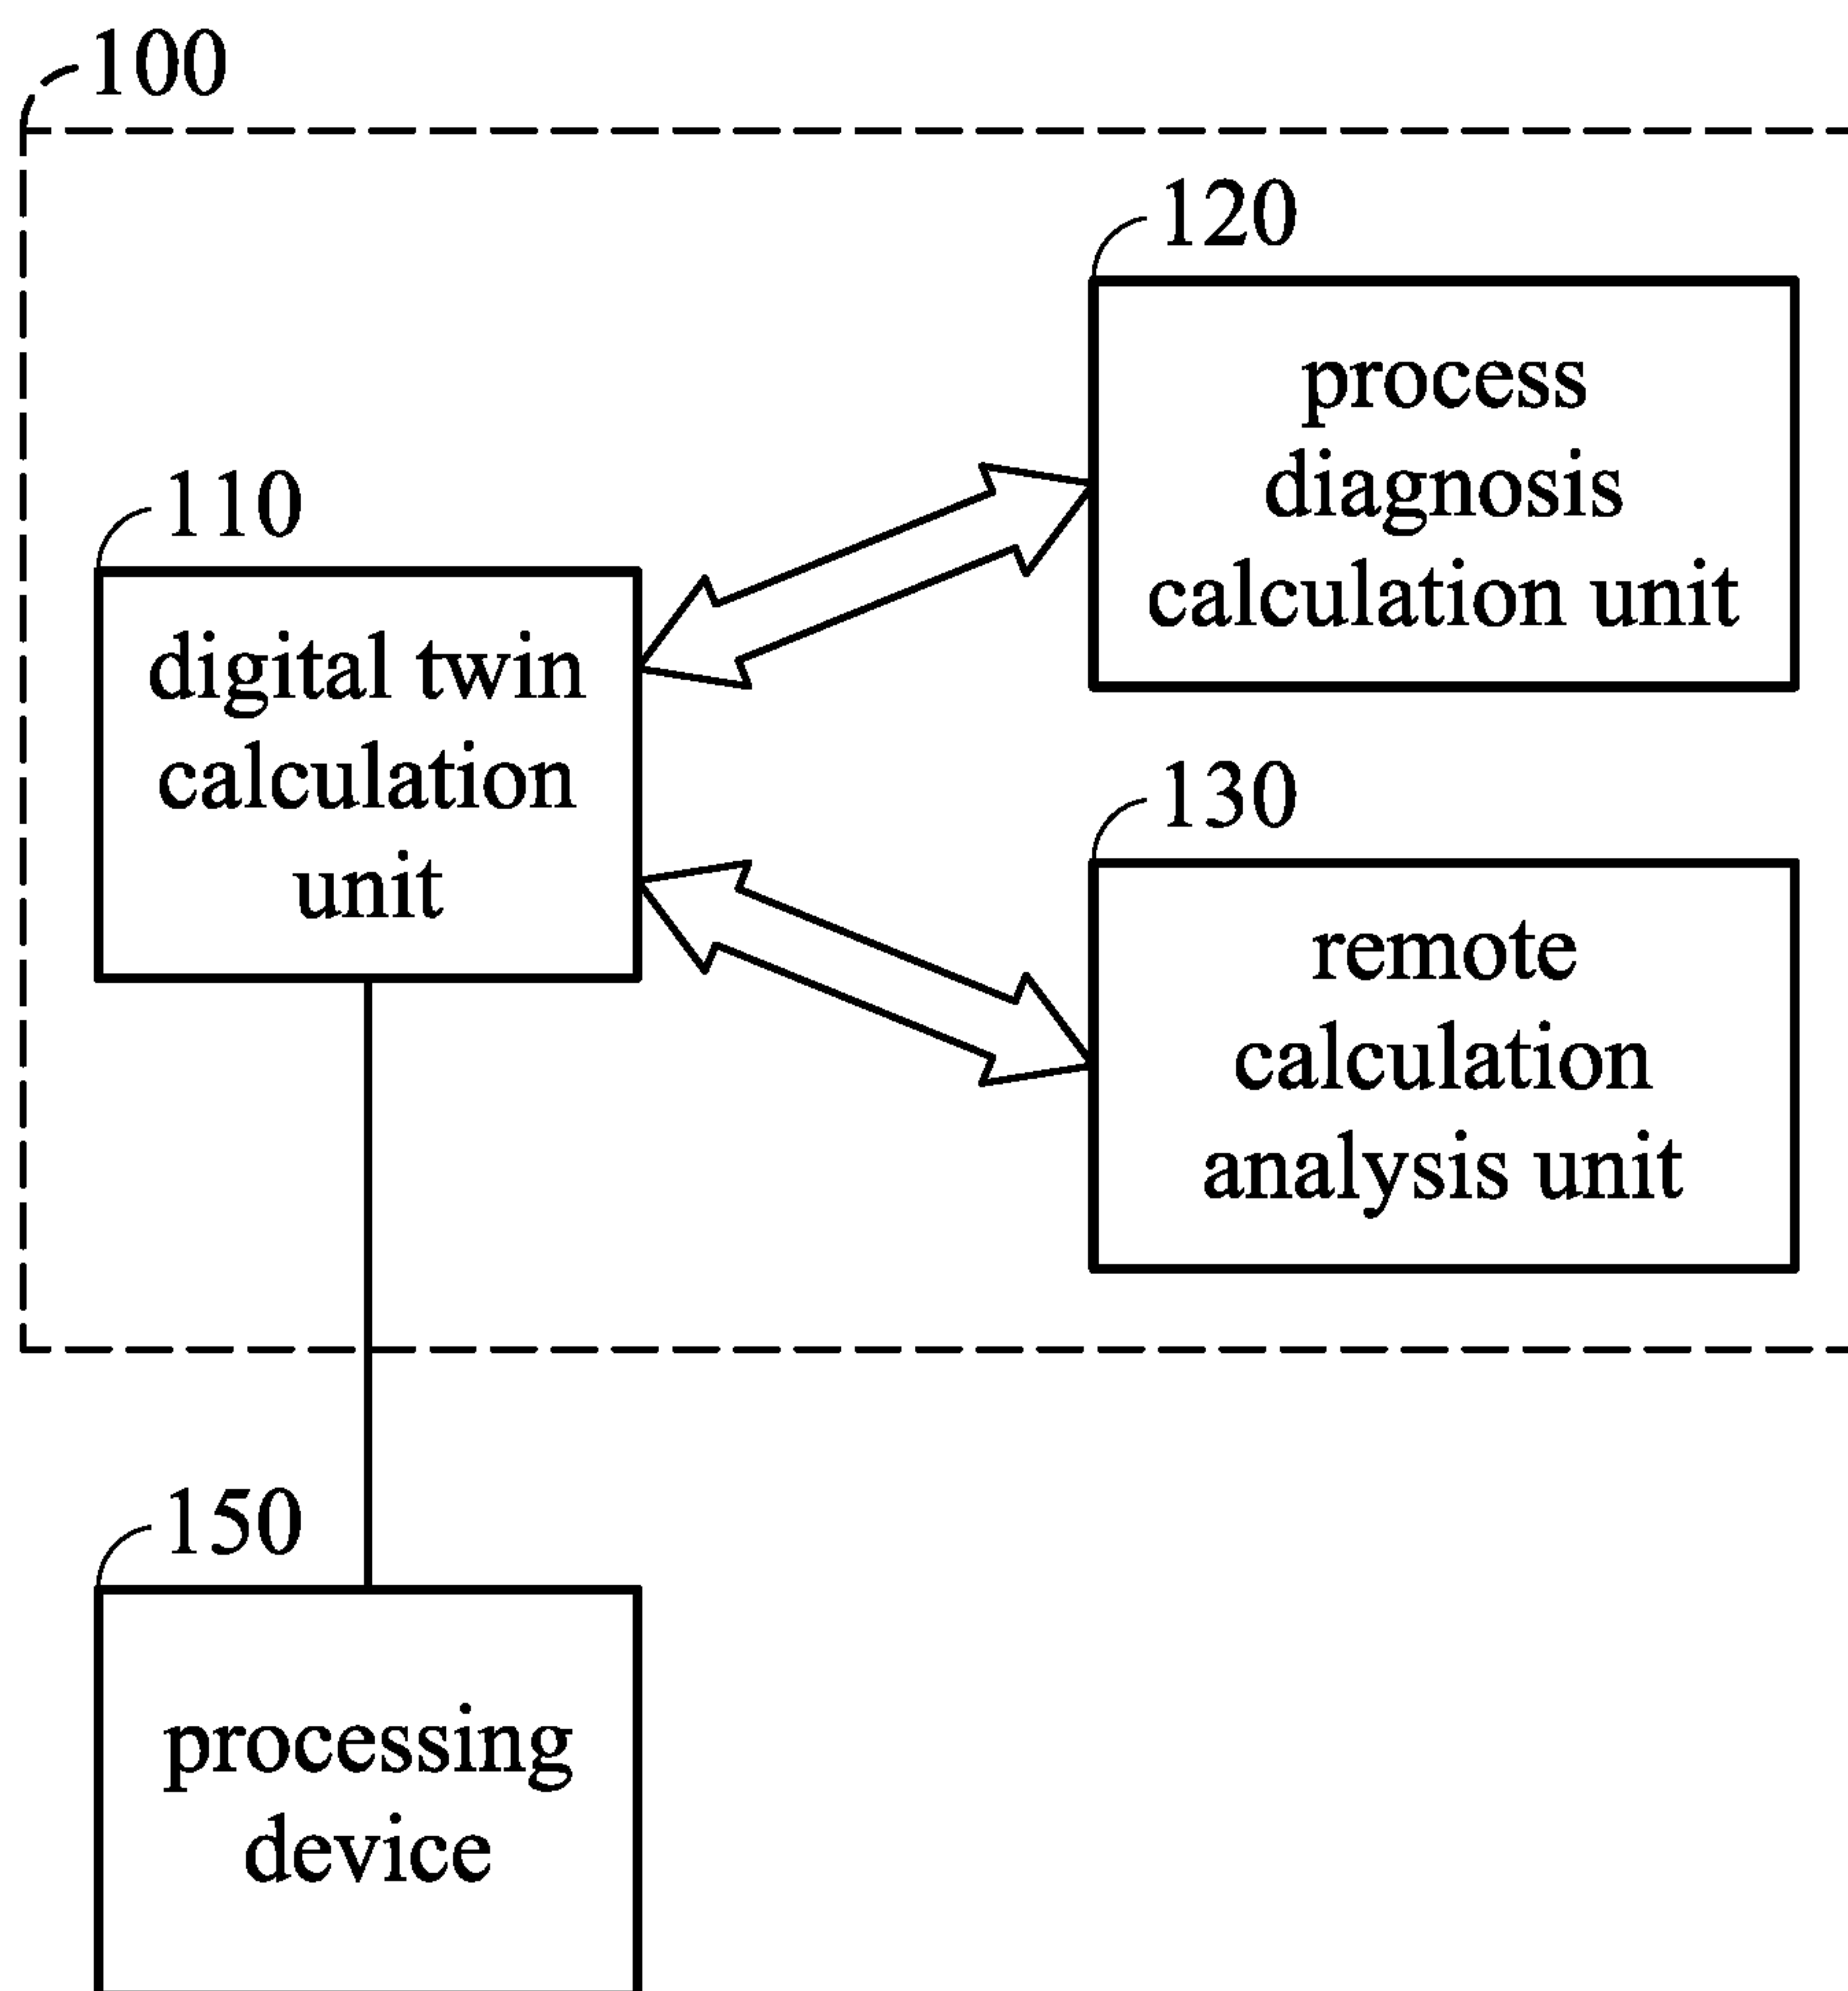 100
120
process
diagnosis
calculation unit
110
digital twin
calculation
unit
130
remote
calculation
analysis unit
150
processing
device